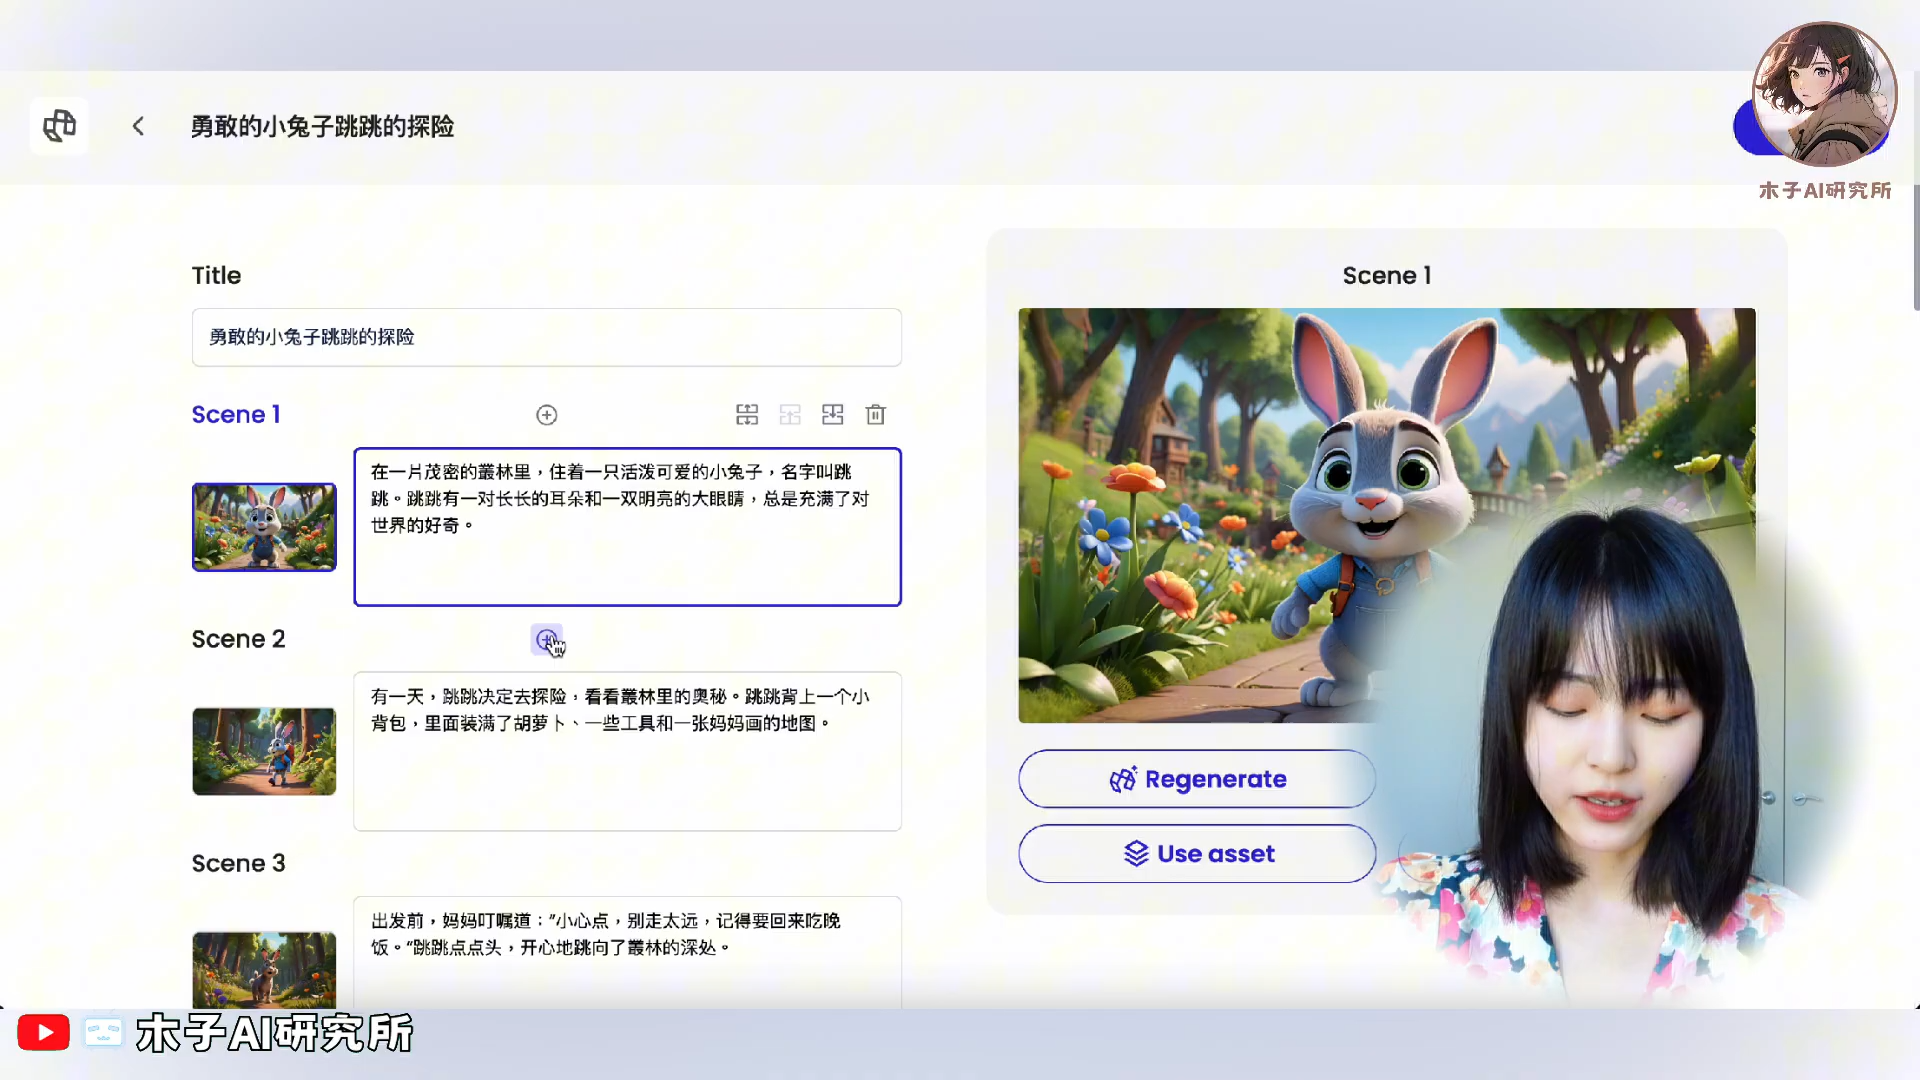 勇敢的小兔子跳跳的探险
木子AI研究所
Title
勇敢的小兔子跳跳的探险
Scene 1
在一片茂密的叢林里，住着一只活泼可爱的小兔子，名字叫跳
跳。跳跳有一对长长的耳朵和一双明亮的大眼睛，总是充满了对
世界的好奇。
Scene 2
有一天，跳跳决定去探险，看看叢林里的奥秘。跳跳背上一个小
背包，里面装满了胡萝卜、一些工具和一张妈妈画的地图。
Scene 3
出发前，妈妈叮嘱道："小心点，别走太远，记得要回来吃晚
饭。"跳跳点点头，开心地跳向了叢林的深处。
Scene 1
Regenerate
Use asset
木子AI研究所